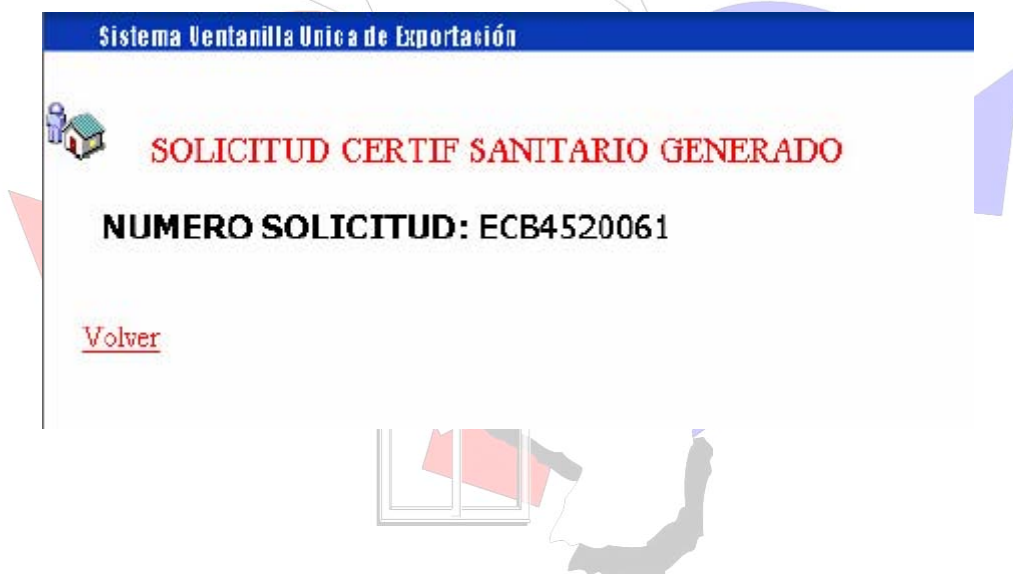 Sistema Ventanilla Unica de Exportación
SOLICITUD CERTIF SANITARIO GENERADO
NUMERO SOLICITUD: ECB4520061
Volver